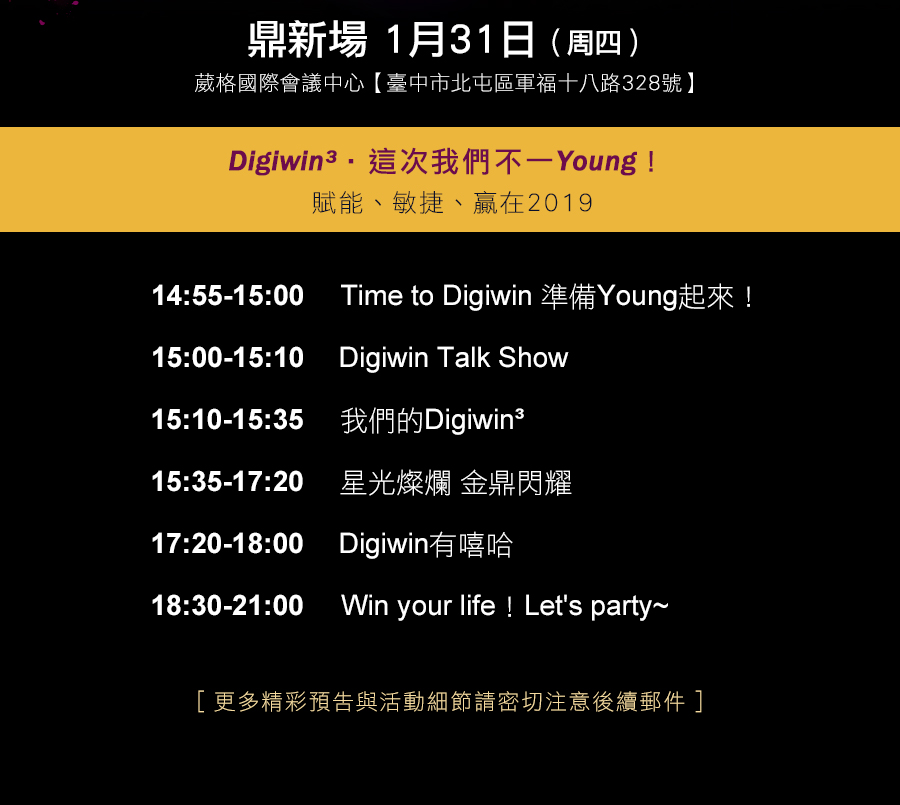 鼎新場 1月31日（周四）
葳格國際會議中心【臺中市北屯區軍福十八路328號】
Digiwin³．這次我們不一Young！
賦能、敏捷、贏在2019
14:55-15:00 Time to Digiwin 準備Young起來！
15:00-15:10 Digiwin Talk Show
15:10-15:35 我們的Digiwin³
15:35-17:20 星光燦爛 金鼎閃耀
17:20-18:00 Digiwin有嘻哈
18:30-21:00 Win your life！Let's party~
［ 更多精彩預告與活動細節請密切注意後續郵件 ］